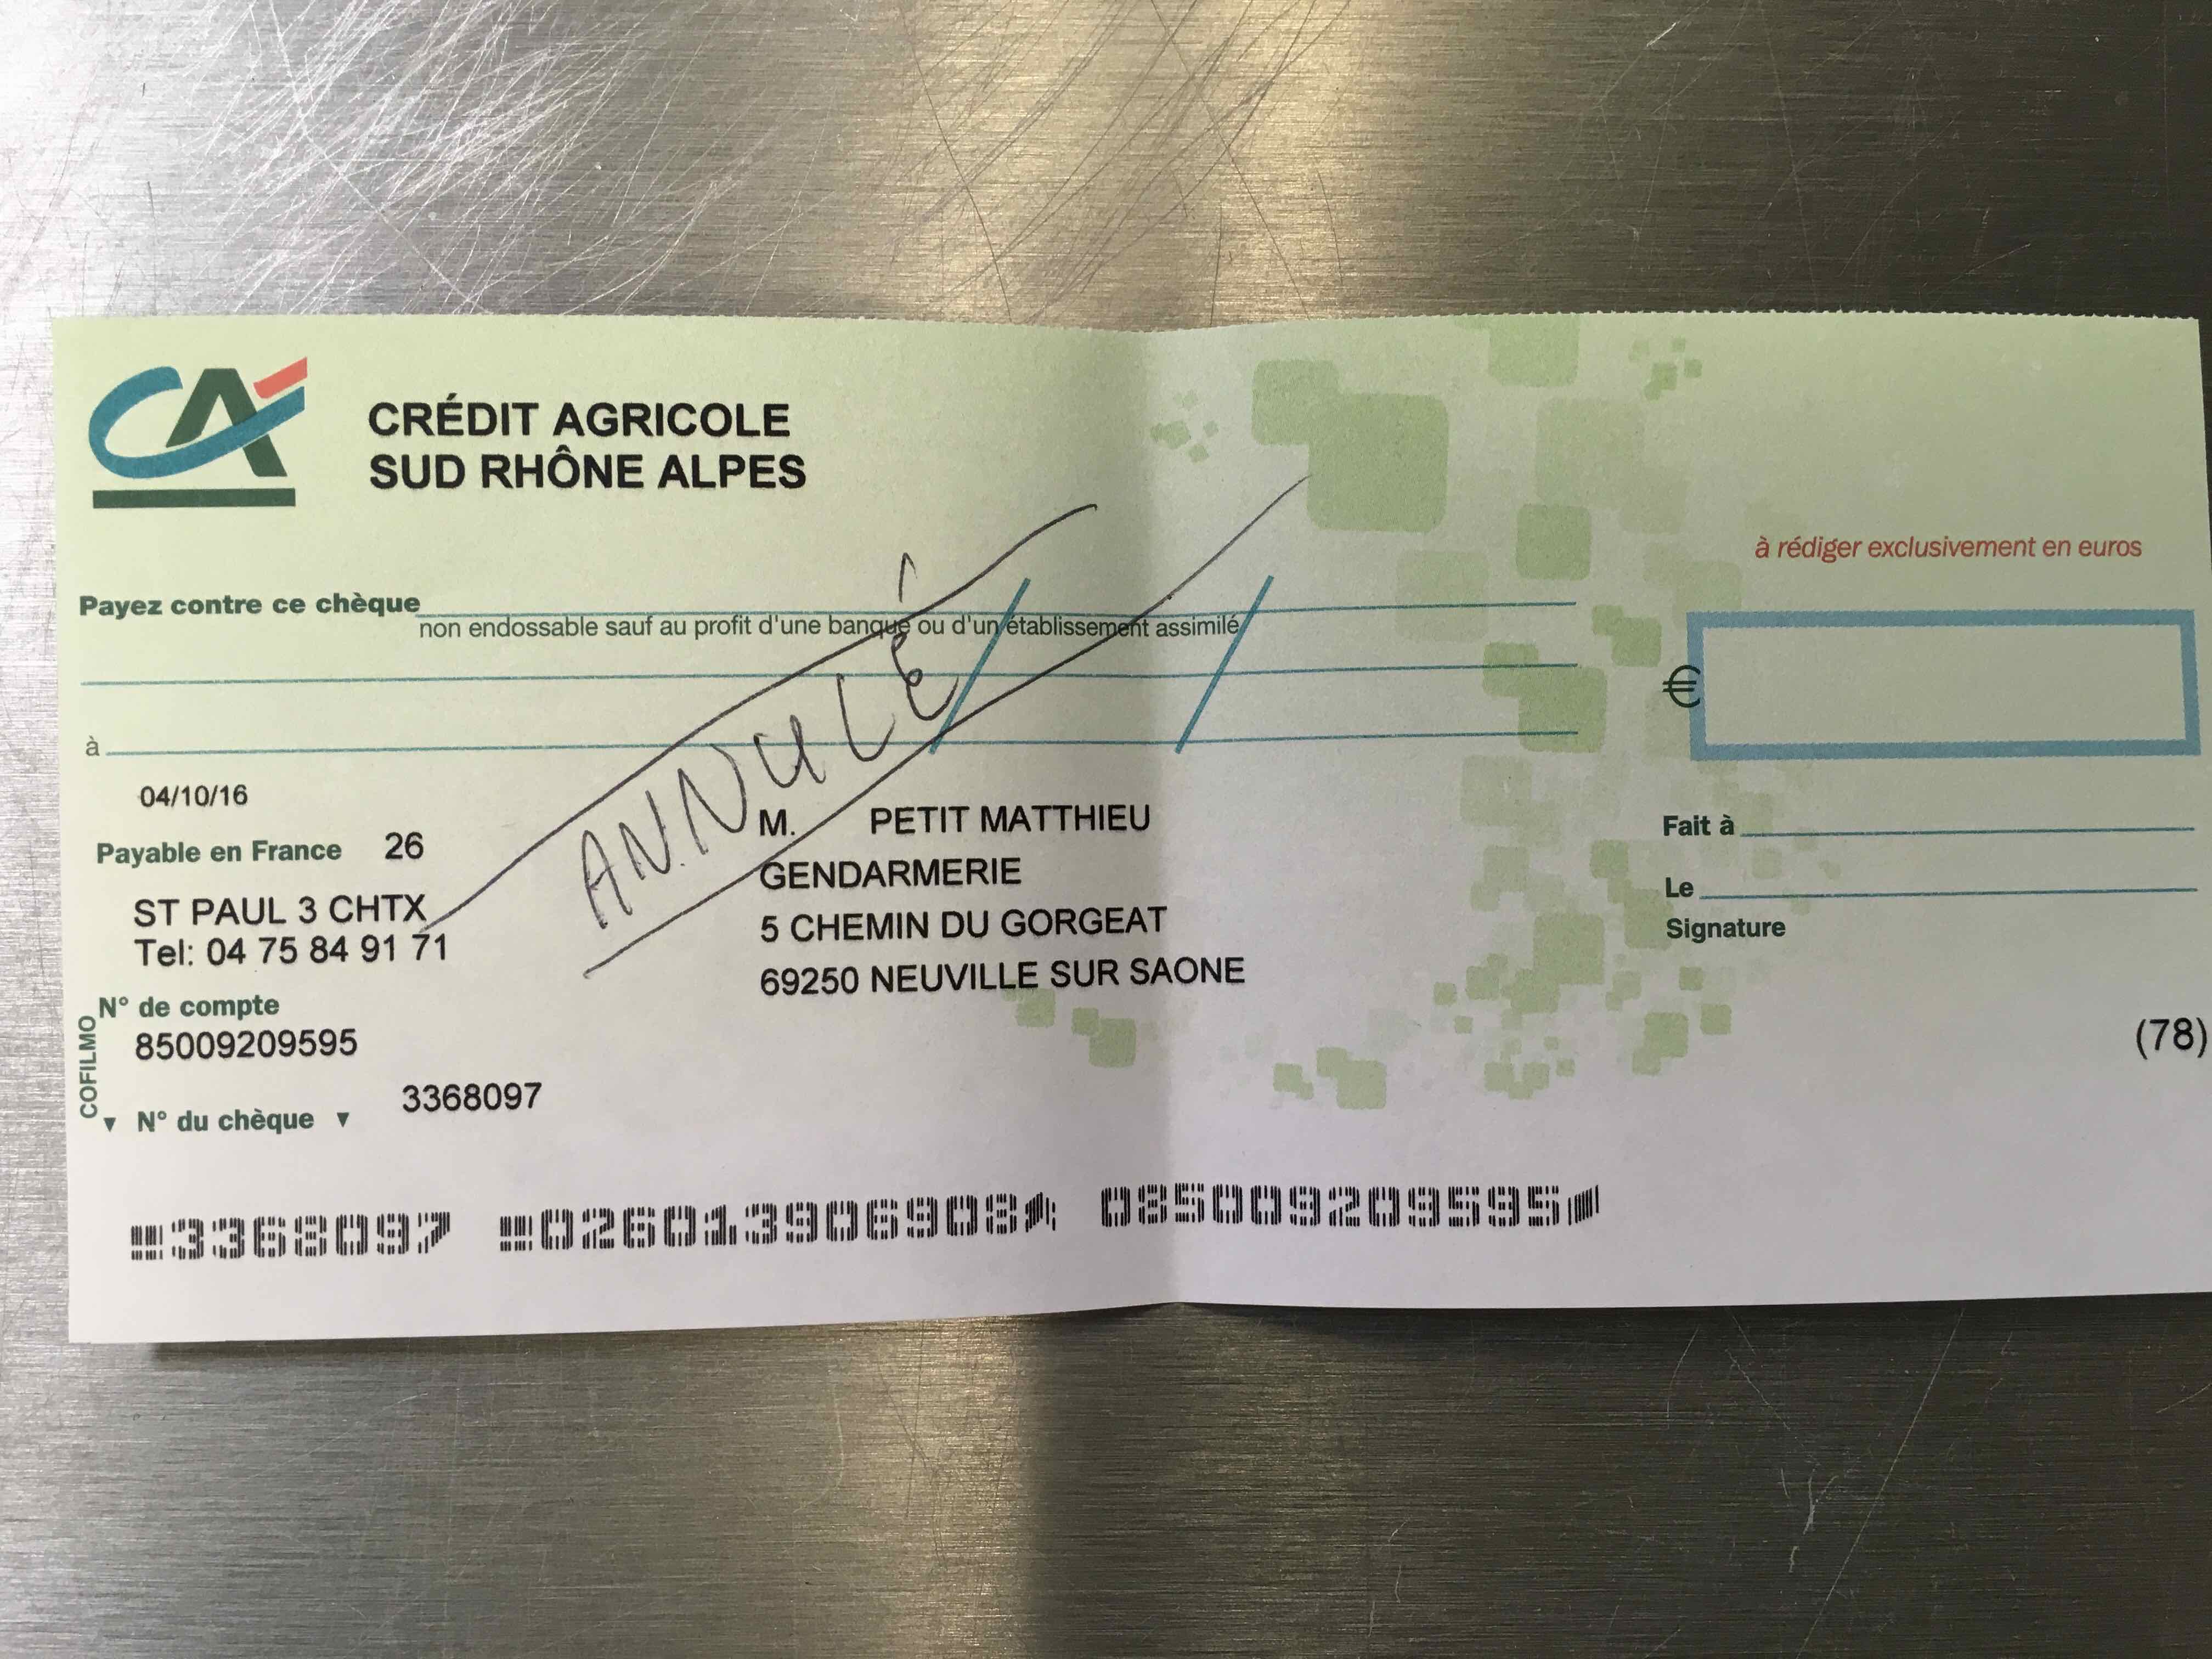 CA
CRÉDIT AGRICOLE
SUD RHÔNE ALPES
à rédiger exclusivement en euros
Payez contre ce chèque
non endossable sauf au profit d'une banque ou d'un établissement assimilé
€
à
ANNULÉ
04/10/16
Payable en France 26
ST PAUL 3 CHTX
Tel: 04 75 84 91 71
M. PETIT MATTHIEU
GENDARMERIE
5 CHEMIN DU GORGEAT
69250 NEUVILLE SUR SAONE
Fait à
Le
Signature
N° de compte
85009209595
COFILMO
N° du chèque
3368097
(78)
3368097 026013906908 085009209595